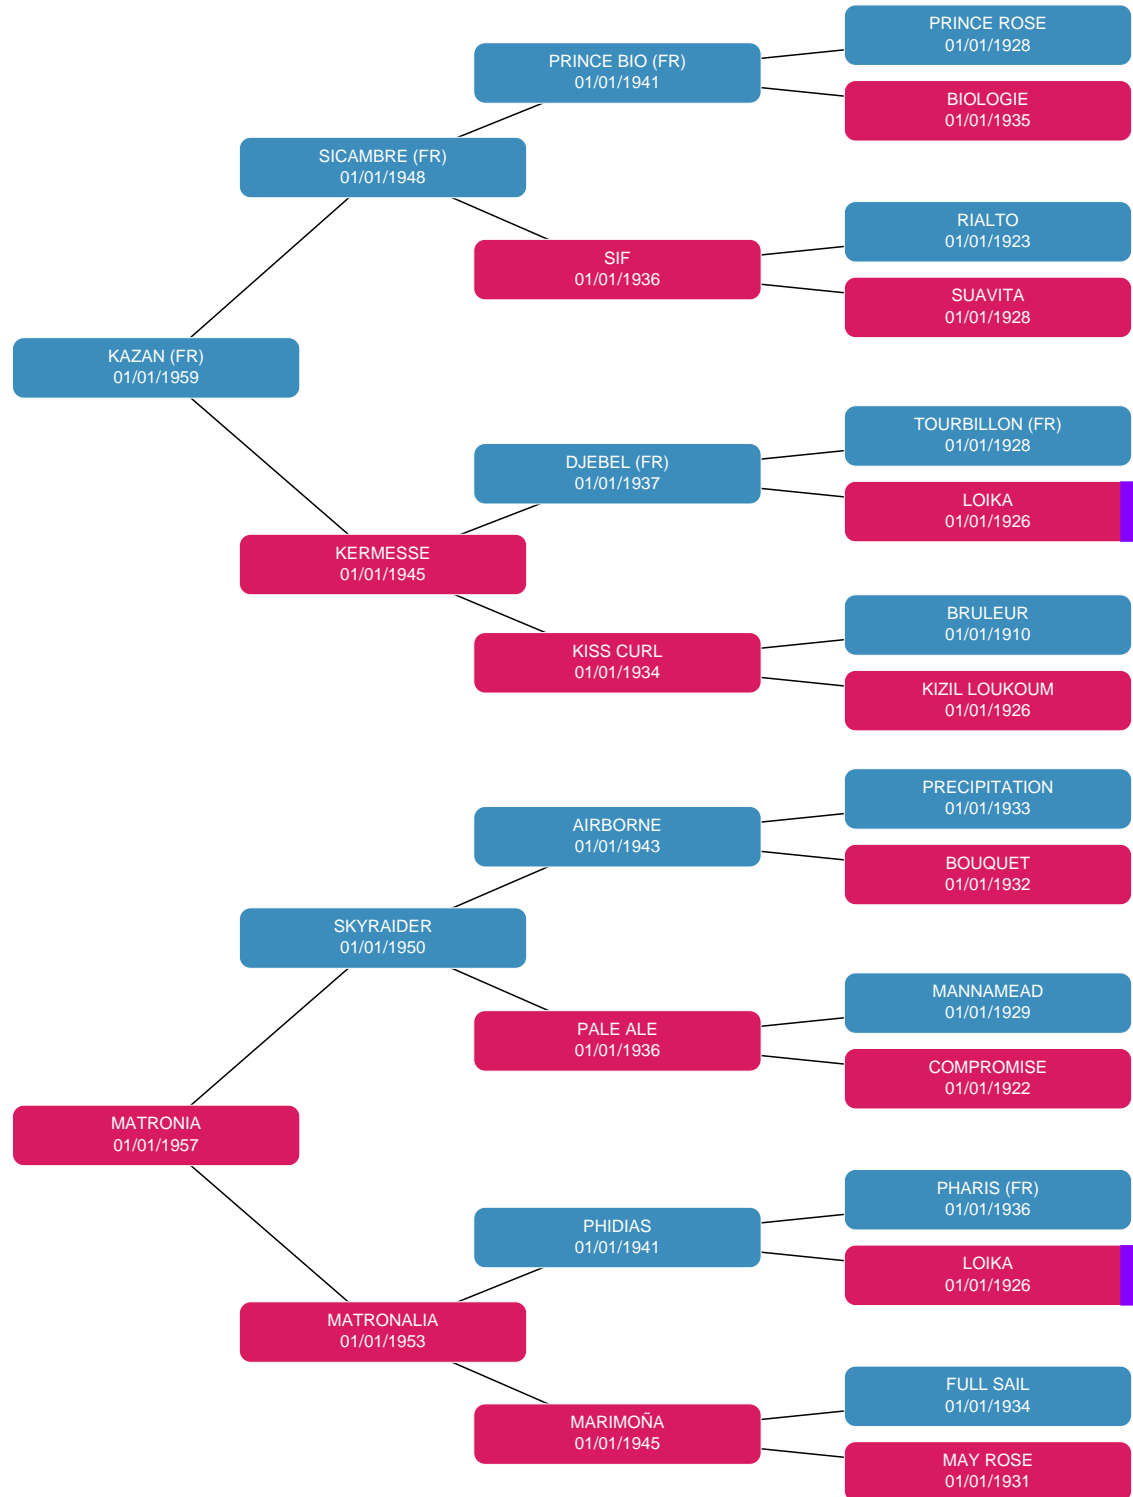 PRINCE ROSE
01/01/1928
PRINCE BIO (FR)
01/01/1941
BIOLOGIE
01/01/1935
SICAMBRE (FR)
01/01/1948
RIALTO
01/01/1923
SIF
01/01/1936
SUAVITA
01/01/1928
KAZAN (FR)
01/01/1959
TOURBILLON (FR)
01/01/1928
DJEBEL (FR)
01/01/1937
LOIKA
01/01/1926
KERMESSE
01/01/1945
BRULEUR
01/01/1910
KISS CURL
01/01/1934
KIZIL LOUKOUM
01/01/1926
PRECIPITATION
01/01/1933
AIRBORNE
01/01/1943
BOUQUET
01/01/1932
SKYRAIDER
01/01/1950
MANNAMEAD
01/01/1929
PALE ALE
01/01/1936
COMPROMISE
01/01/1922
MATRONIA
01/01/1957
PHARIS (FR)
01/01/1936
PHIDIAS
01/01/1941
LOIKA
01/01/1926
MATRONALIA
01/01/1953
FULL SAIL
01/01/1934
MARIMOÑA
01/01/1945
MAY ROSE
01/01/1931